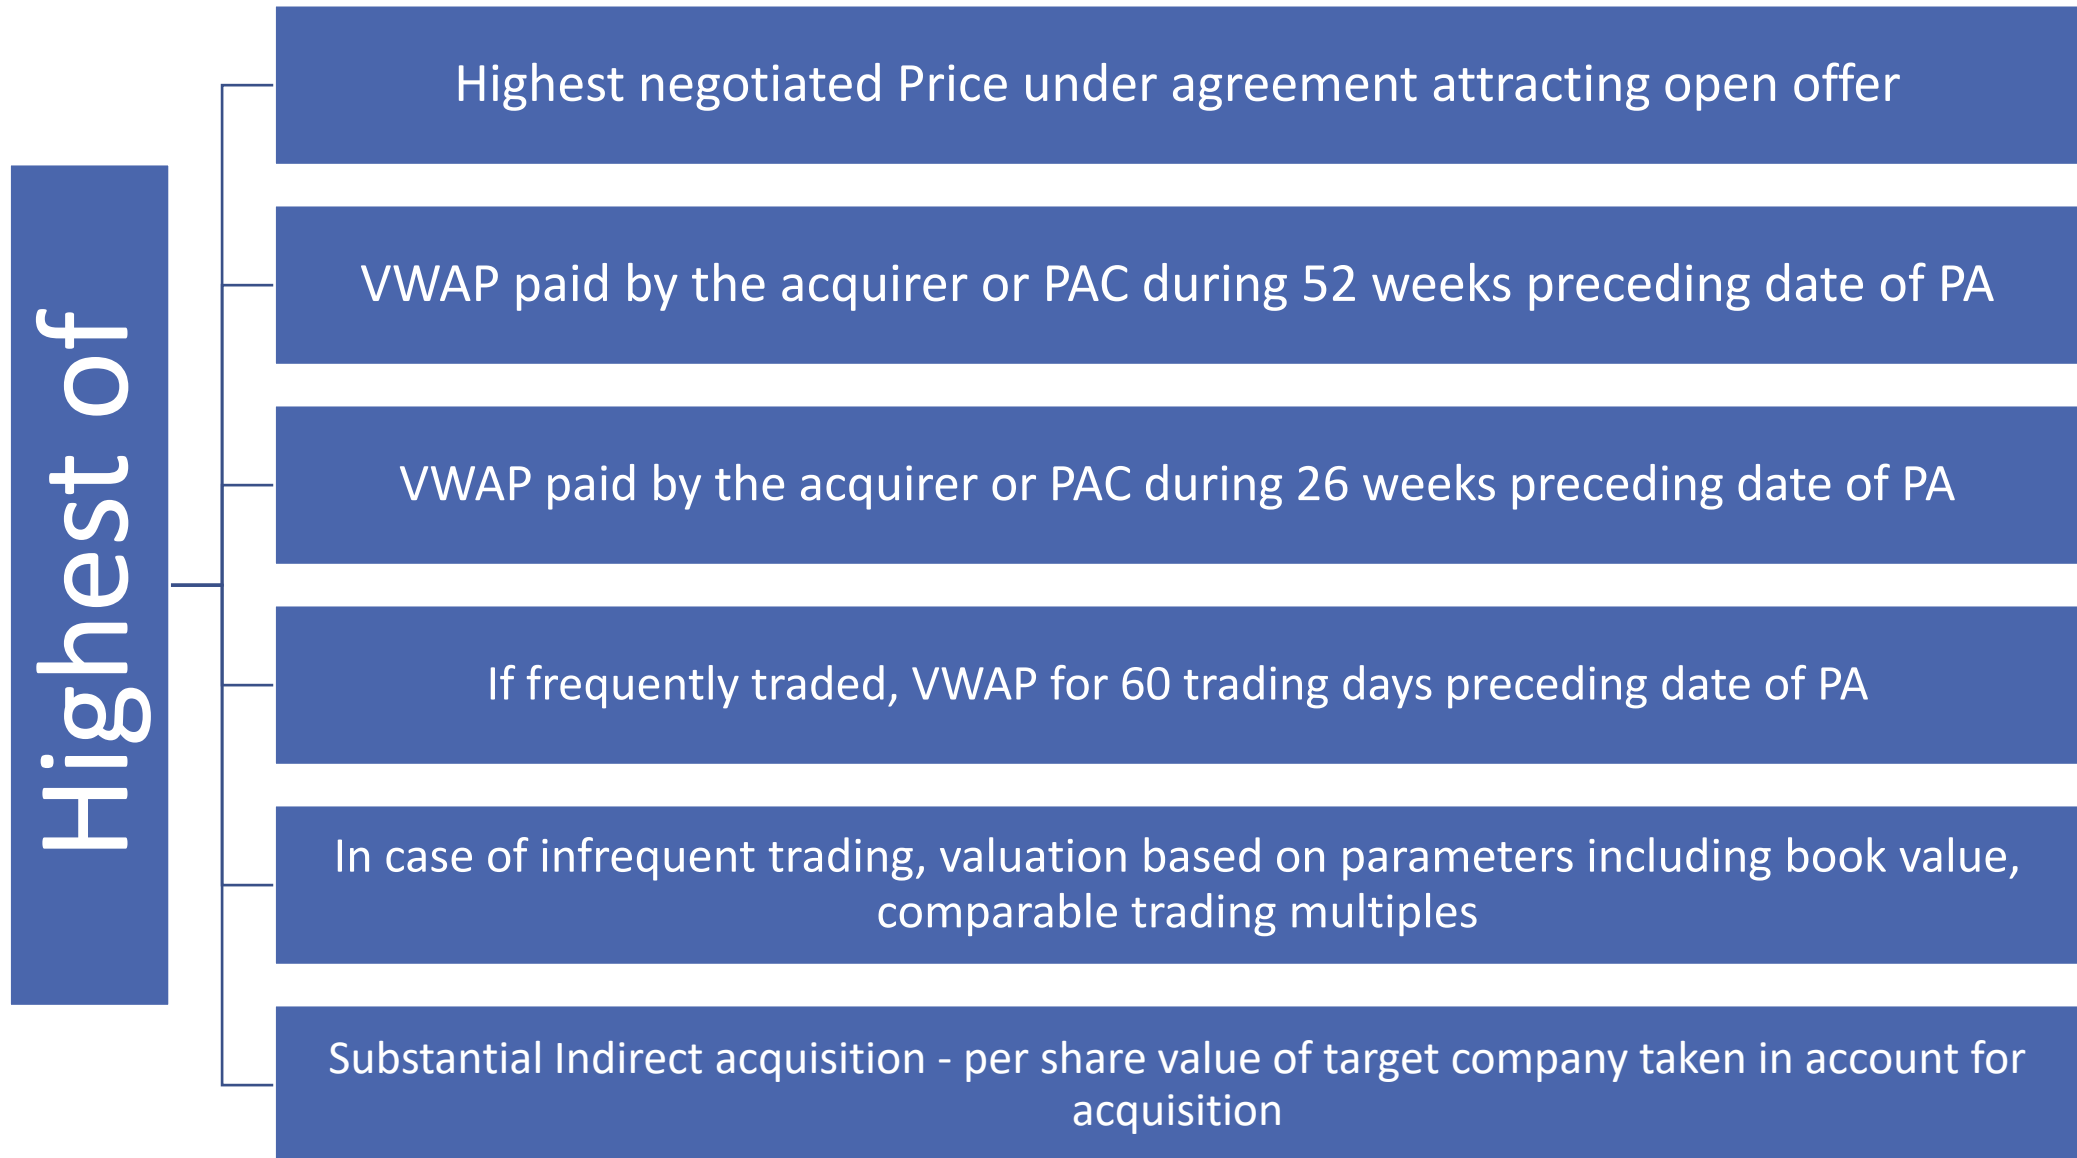 Highest of
Highest negotiated Price under agreement attracting open offer
VWAP paid by the acquirer or PAC during 52 weeks preceding date of PA
VWAP paid by the acquirer or PAC during 26 weeks preceding date of PA
If frequently traded, VWAP for 60 trading days preceding date of PA
In case of infrequent trading, valuation based on parameters including book value,
comparable trading multiples
Substantial Indirect acquisition - per share value of target company taken in account for
acquisition